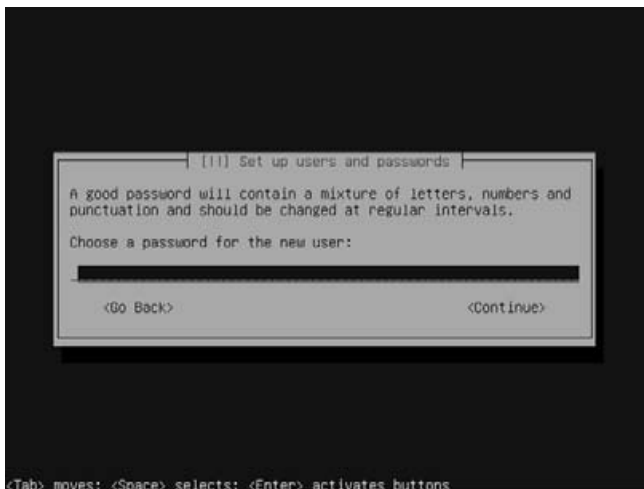 [!!] Set up users and passwords
A good password will contain a mixture of letters, numbers and
punctuation and should be changed at regular intervals.
Choose a password for the new user:
<Go Back> <Continue>
<Tab> moves; <Space> selects; <Enter> activates buttons